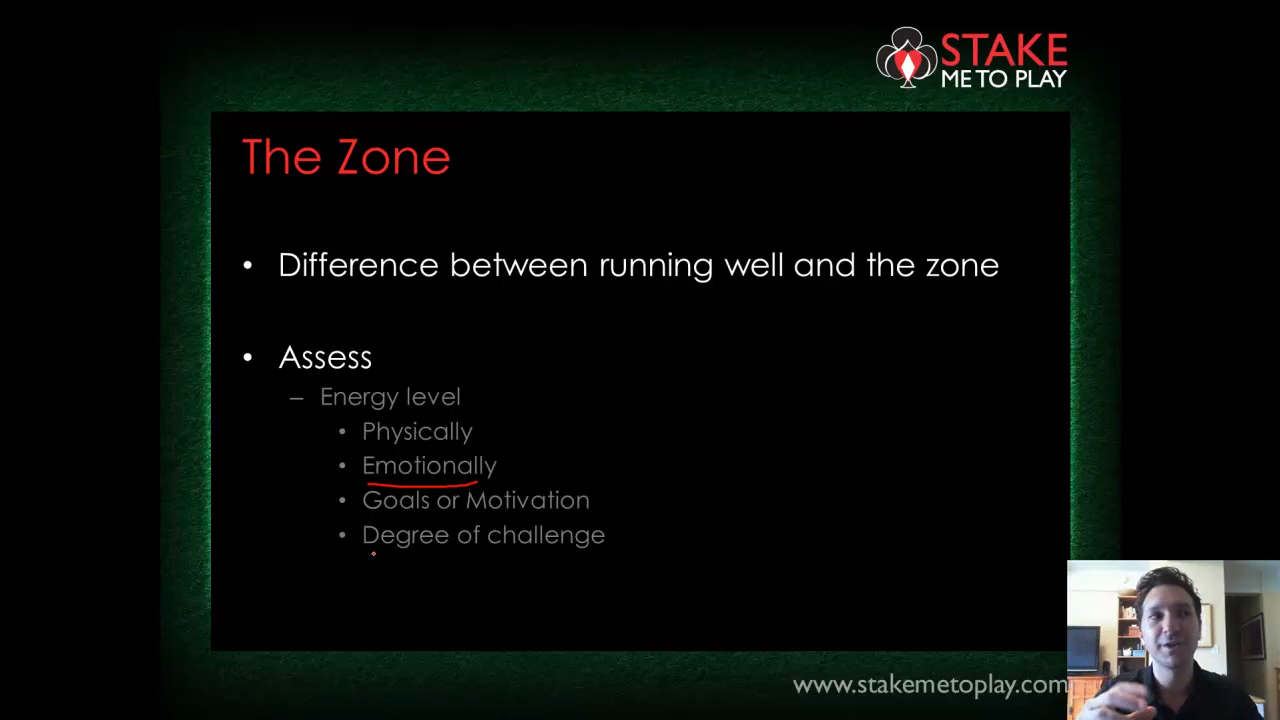 STAKE
ME TO PLAY
The Zone
• Difference between running well and the zone
• Assess
– Energy level
• Physically
• Emotionally
• Goals or Motivation
• Degree of challenge
www.stakemetoplay.com